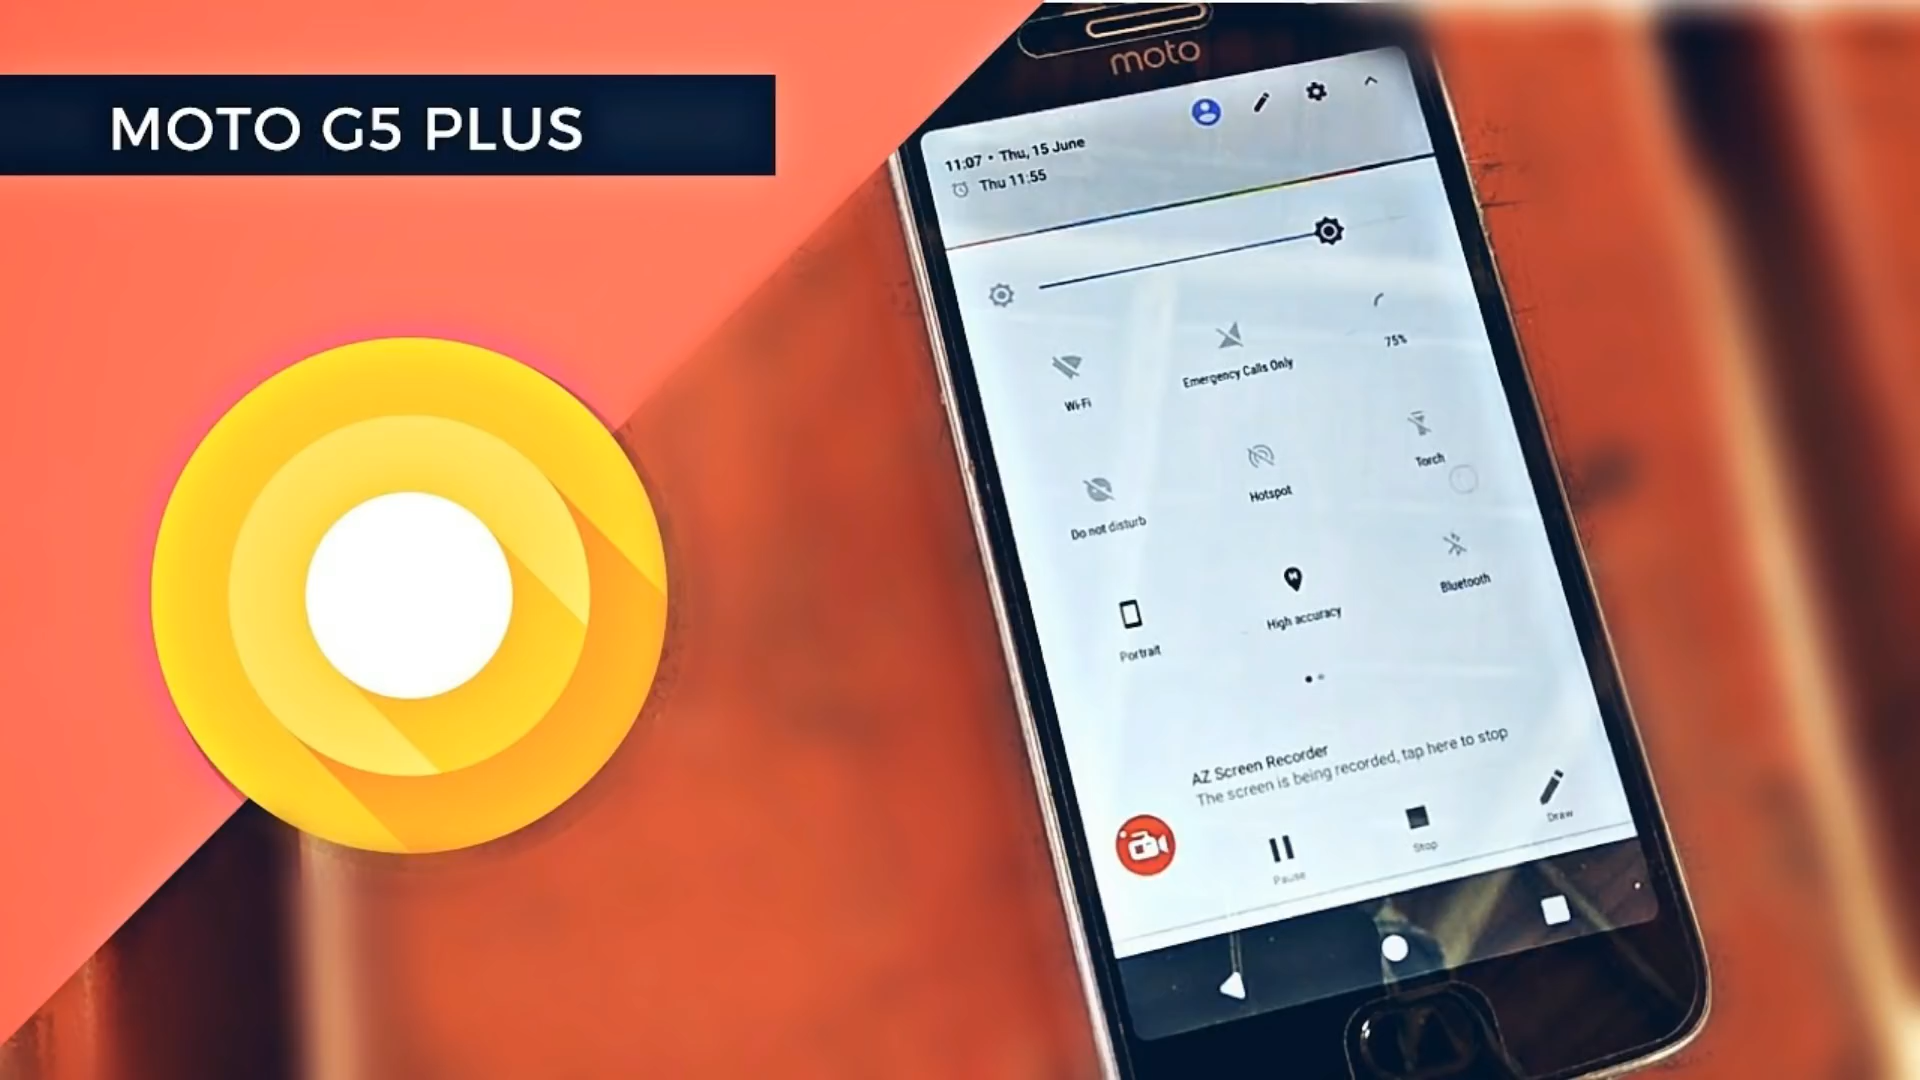 MOTO G5 PLUS
moto
11:07 • Thu, 15 June
Thu 11:55
75%
Emergency Calls Only
Wi-Fi
Torch
Hotspot
Do not disturb
Bluetooth
High accuracy
Portrait
AZ Screen Recorder
The screen is being recorded, tap here to stop
Pause
Stop
Draw